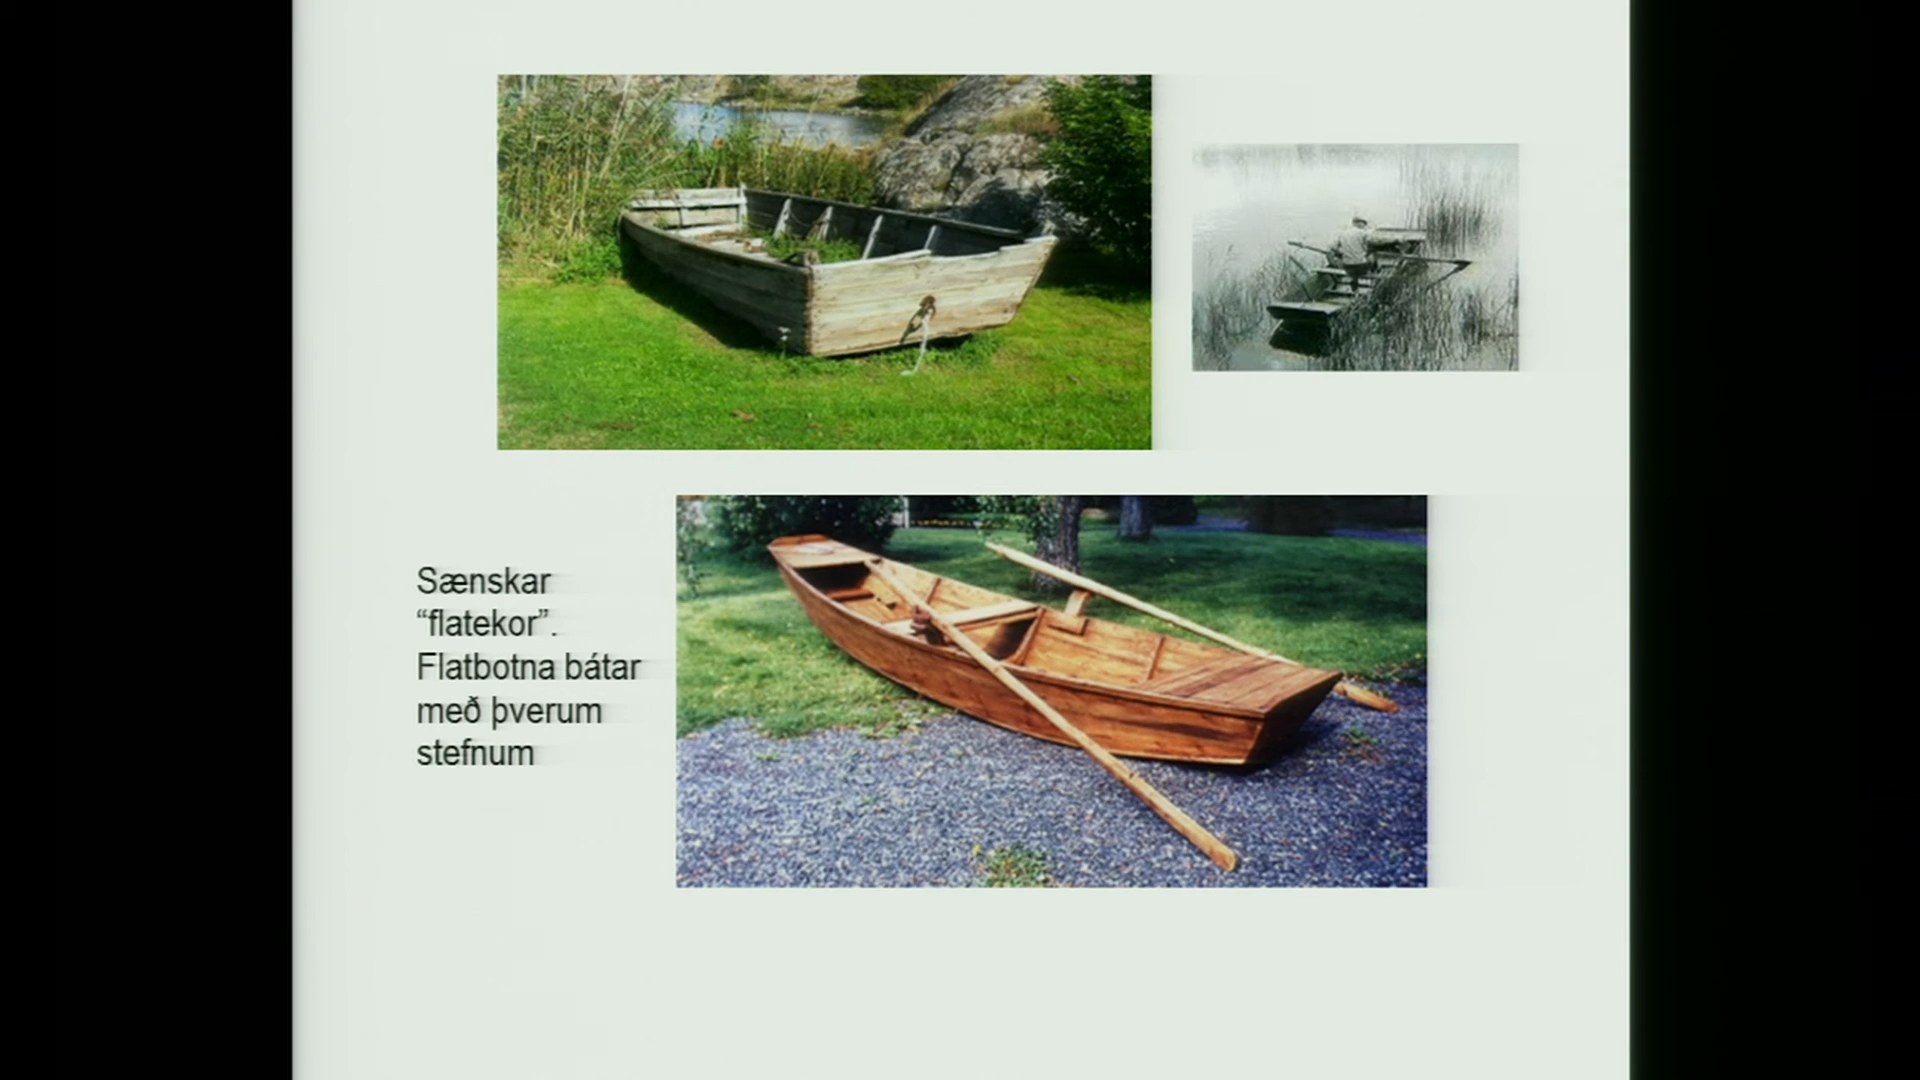 Sænskar
“flatekor”.
Flatbotna bátar
með þverum
stefnum